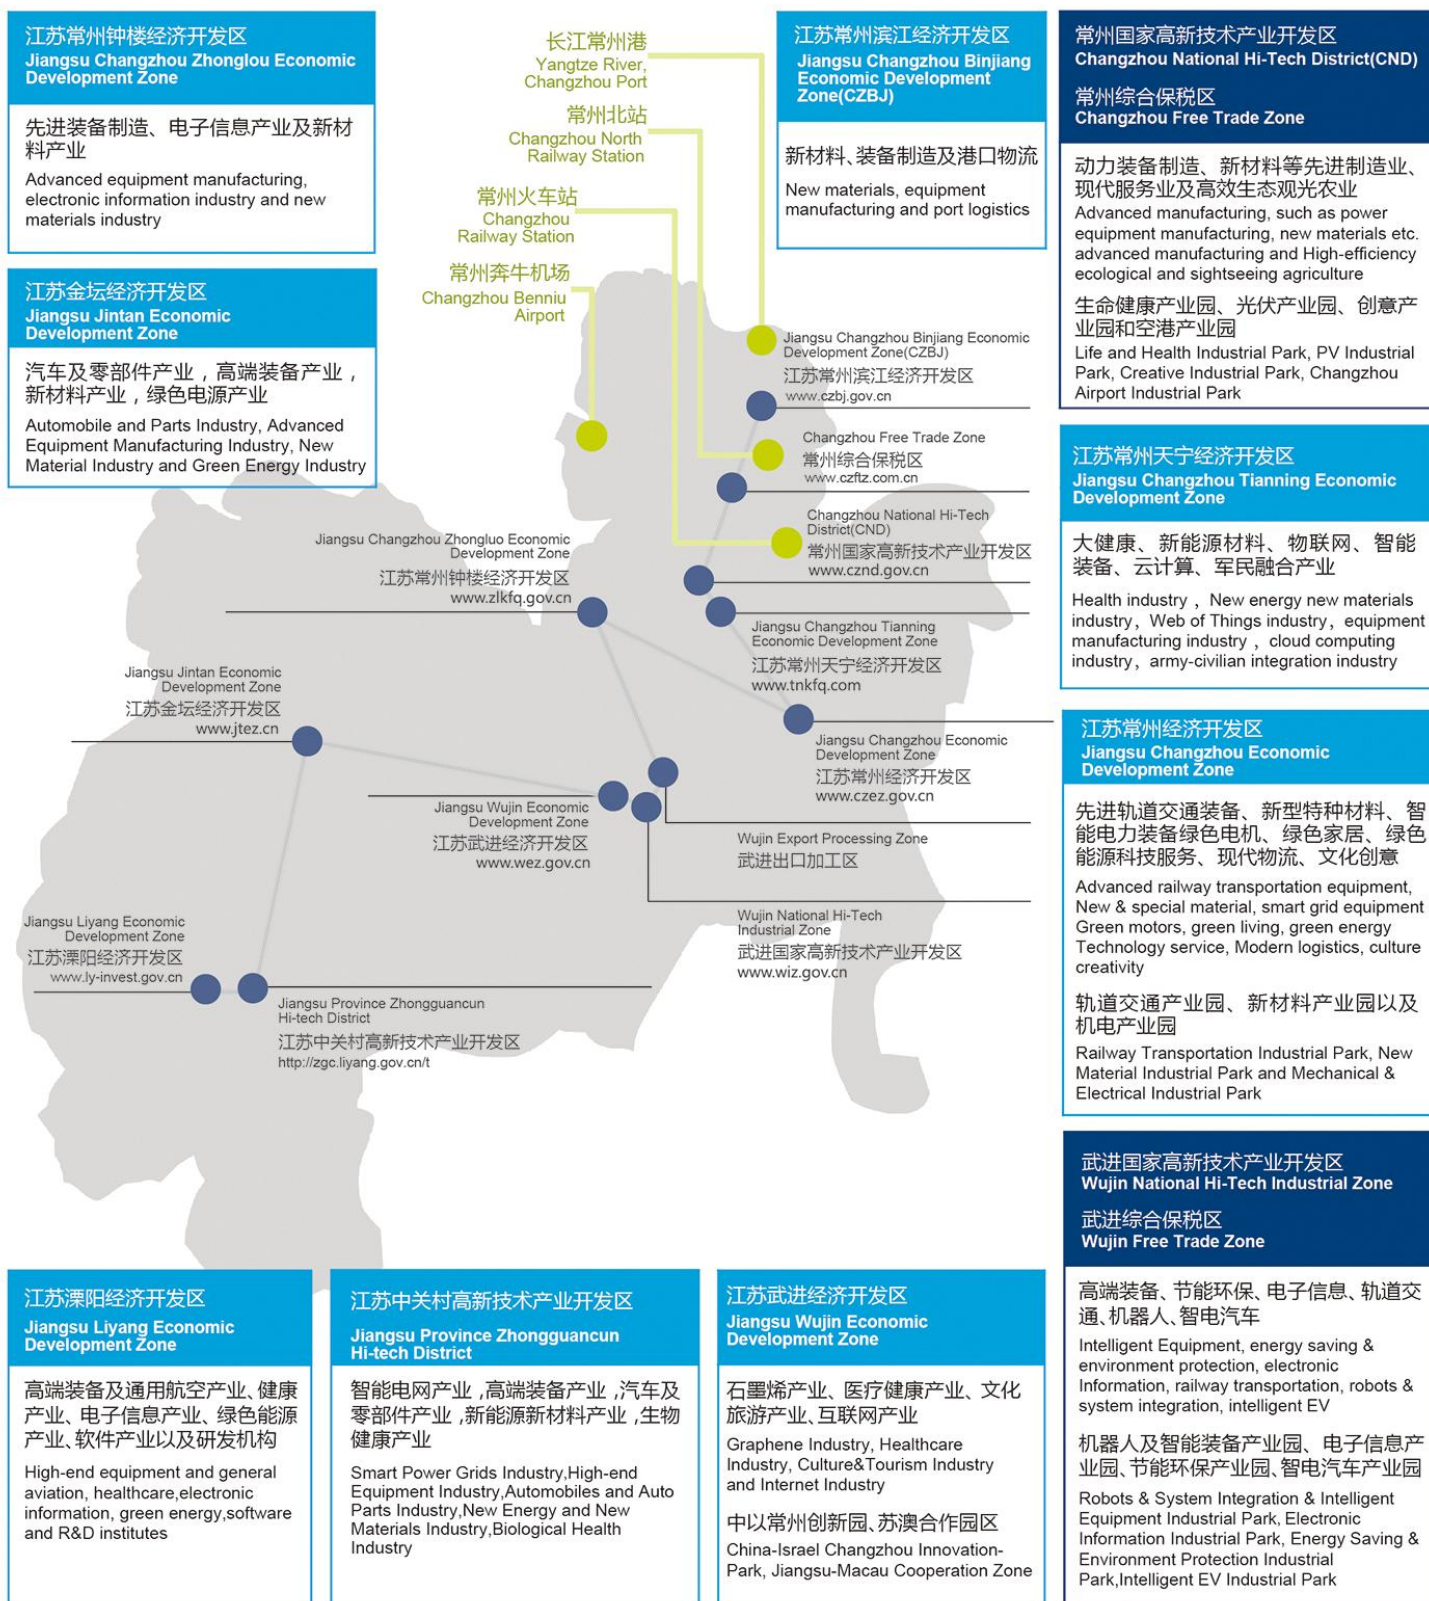 江苏常州钟楼经济开发区
Jiangsu Changzhou Zhonglou Economic
Development Zone
先进装备制造、电子信息产业及新材
料产业
Advanced equipment manufacturing,
electronic information industry and new
materials industry
江苏金坛经济开发区
Jiangsu Jintan Economic
Development Zone
汽车及零部件产业，高端装备产业，
新材料产业，绿色电源产业
Automobile and Parts Industry, Advanced
Equipment Manufacturing Industry, New
Material Industry and Green Energy Industry
长江常州港
Yangtze River,
Changzhou Port
常州北站
Changzhou North
Railway Station
常州火车站
Changzhou
Railway Station
常州奔牛机场
Changzhou Benniu
Airport
江苏常州滨江经济开发区
Jiangsu Changzhou Binjiang
Economic Development
Zone(CZBJ)
新材料、装备制造及港口物流
New materials, equipment
manufacturing and port logistics
常州国家高新技术产业开发区
Changzhou National Hi-Tech District(CND)
常州综合保税区
Changzhou Free Trade Zone
动力装备制造、新材料等先进制造业、
现代服务业及高效生态观光农业
Advanced manufacturing, such as power
equipment manufacturing, new materials etc.
advanced manufacturing and High-efficiency
ecological and sightseeing agriculture
生命健康产业园、光伏产业园、创意产
业园和空港产业园
Life and Health Industrial Park, PV Industrial
Park, Creative Industrial Park, Changzhou
Airport Industrial Park
Jiangsu Changzhou Binjiang Economic
Development Zone(CZBJ)
江苏常州滨江经济开发区
www.czbj.gov.cn
Changzhou Free Trade Zone
常州综合保税区
www.czftz.com.cn
Changzhou National Hi-Tech
District(CND)
常州国家高新技术产业开发区
www.cznd.gov.cn
Jiangsu Changzhou Zhongluo Economic
Development Zone
江苏常州钟楼经济开发区
www.zlkfq.gov.cn
Jiangsu Changzhou Tianning
Economic Development Zone
江苏常州天宁经济开发区
www.tnkfq.com
Jiangsu Jintan Economic
Development Zone
江苏金坛经济开发区
www.jtez.cn
Jiangsu Changzhou Economic
Development Zone
江苏常州经济开发区
www.czez.gov.cn
Jiangsu Wujin Economic
Development Zone
江苏武进经济开发区
www.wez.gov.cn
Wujin Export Processing Zone
武进出口加工区
Wujin National Hi-Tech
Industrial Zone
武进国家高新技术产业开发区
www.wiz.gov.cn
Jiangsu Liyang Economic
Development Zone
江苏溧阳经济开发区
www.ly-invest.gov.cn
Jiangsu Province Zhongguancun
Hi-tech District
江苏中关村高新技术产业开发区
http://zgc.liyang.gov.cn/t
江苏常州天宁经济开发区
Jiangsu Changzhou Tianning Economic
Development Zone
大健康、新能源材料、物联网、智能
装备、云计算、军民融合产业
Health industry , New energy new materials
industry, Web of Things industry, equipment
manufacturing industry , cloud computing
industry, army-civilian integration industry
江苏常州经济开发区
Jiangsu Changzhou Economic
Development Zone
先进轨道交通装备、新型特种材料、智
能电力装备绿色电机、绿色家居、绿色
能源科技服务、现代物流、文化创意
Advanced railway transportation equipment,
New & special material, smart grid equipment
Green motors, green living, green energy
Technology service, Modern logistics, culture
creativity
轨道交通产业园、新材料产业园以及
机电产业园
Railway Transportation Industrial Park, New
Material Industrial Park and Mechanical &
Electrical Industrial Park
武进国家高新技术产业开发区
Wujin National Hi-Tech Industrial Zone
武进综合保税区
Wujin Free Trade Zone
高端装备、节能环保、电子信息、轨道交
通、机器人、智电汽车
Intelligent Equipment, energy saving &
environment protection, electronic
Information, railway transportation, robots &
system integration, intelligent EV
机器人及智能装备产业园、电子信息产
业园、节能环保产业园、智电汽车产业园
Robots & System Integration & Intelligent
Equipment Industrial Park, Electronic
Information Industrial Park, Energy Saving &
Environment Protection Industrial
Park,Intelligent EV Industrial Park
江苏溧阳经济开发区
Jiangsu Liyang Economic
Development Zone
高端装备及通用航空产业、健康
产业、电子信息产业、绿色能源
产业、软件产业以及研发机构
High-end equipment and general
aviation, healthcare,electronic
information, green energy,software
and R&D institutes
江苏中关村高新技术产业开发区
Jiangsu Province Zhongguancun
Hi-tech District
智能电网产业 ,高端装备产业 ,汽车及
零部件产业 ,新能源新材料产业 ,生物
健康产业
Smart Power Grids Industry,High-end
Equipment Industry,Automobiles and Auto
Parts Industry,New Energy and New
Materials Industry,Biological Health
Industry
江苏武进经济开发区
Jiangsu Wujin Economic
Development Zone
石墨烯产业、医疗健康产业、文化
旅游产业、互联网产业
Graphene Industry, Healthcare
Industry, Culture&Tourism Industry
and Internet Industry
中以常州创新园、苏澳合作园区
China-Israel Changzhou Innovation-
Park, Jiangsu-Macau Cooperation Zone